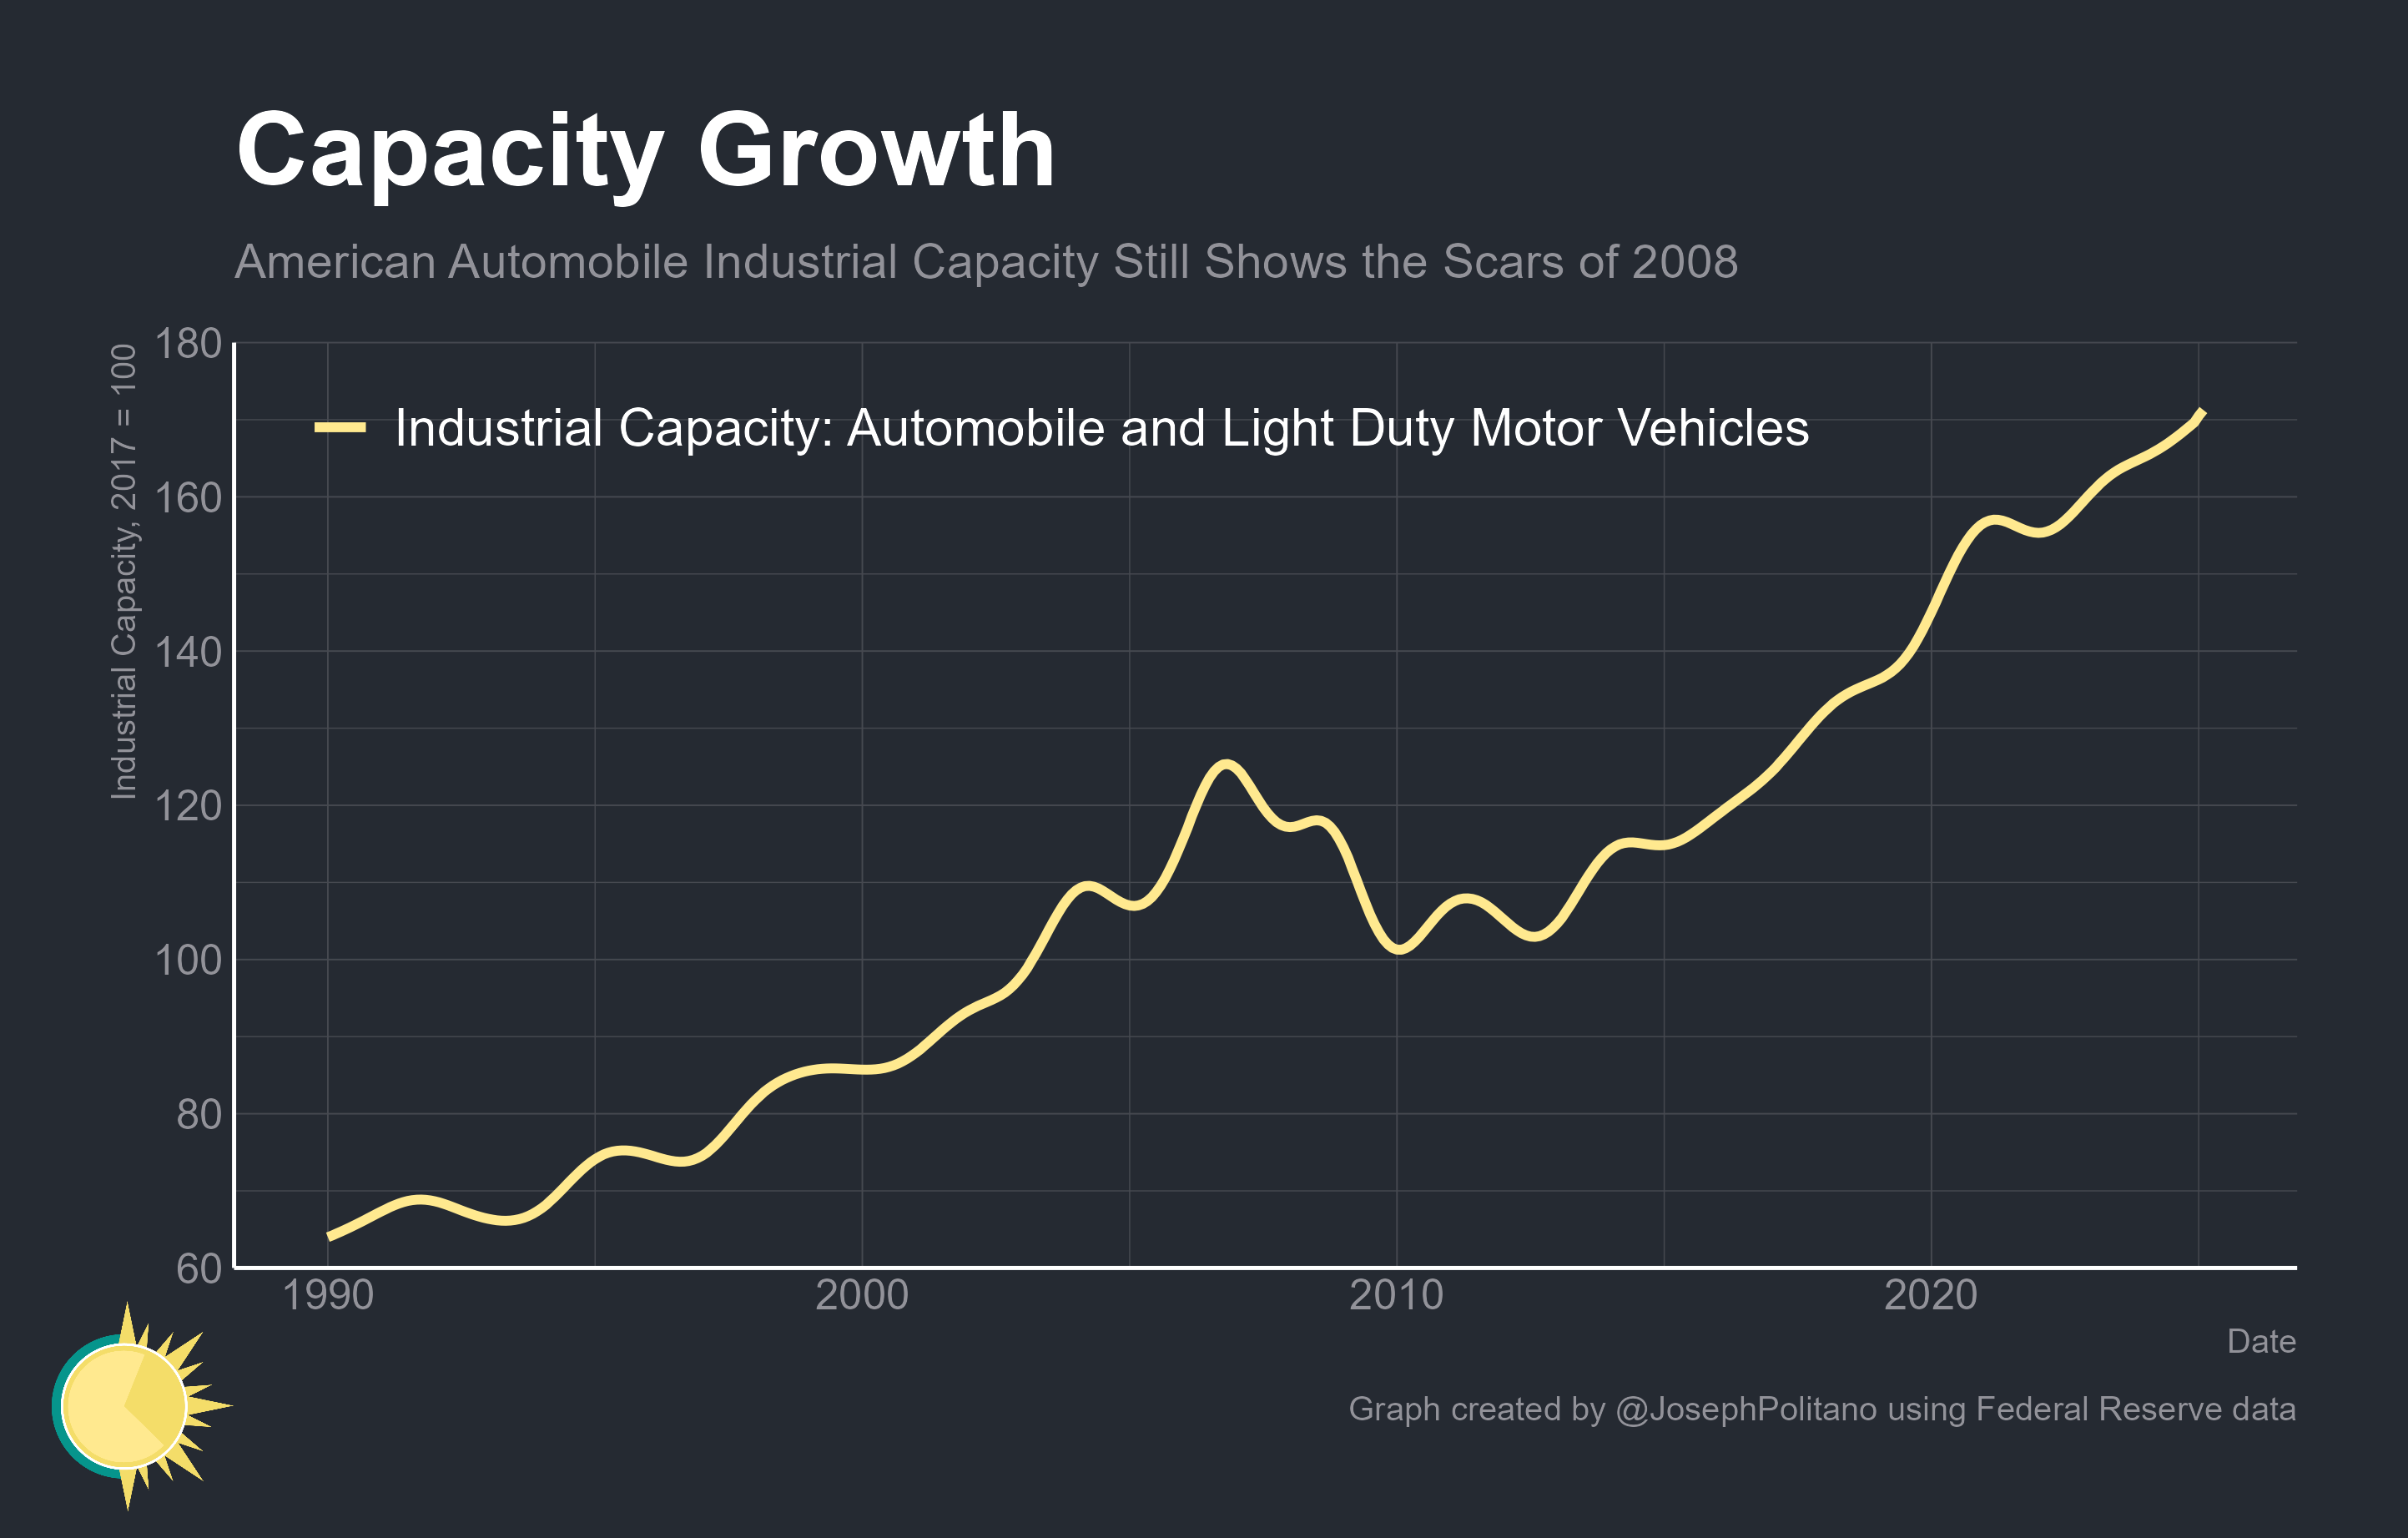 Capacity Growth
American Automobile Industrial Capacity Still Shows the Scars of 2008
Industrial Capacity, 2017 = 100
180
160
140
120
100
80
60
Industrial Capacity: Automobile and Light Duty Motor Vehicles
1990 2000 2010 2020
Date
Graph created by @JosephPolitano using Federal Reserve data